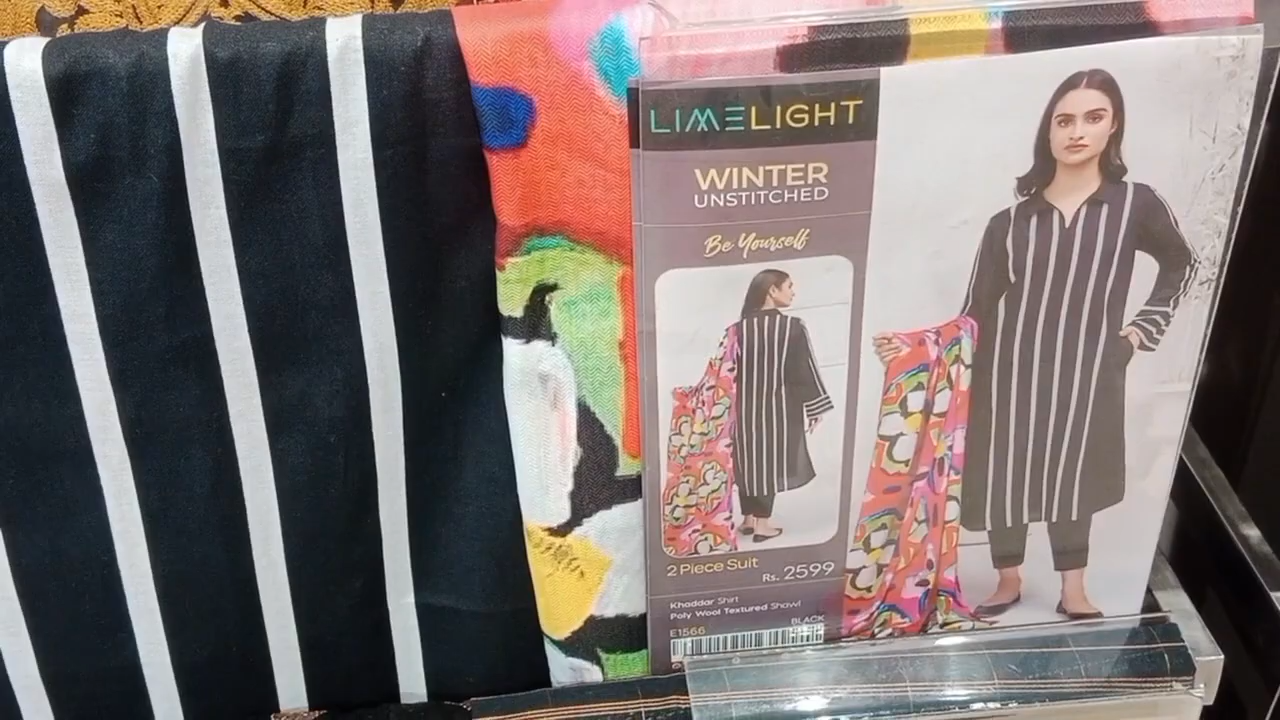 LIMELIGHT
WINTER
UNSTITCHED
Be Yourself
2 Piece Suit
Rs. 2599
Khaddar Shirt
Poly Wool Textured Shawl
E1566
BLACK